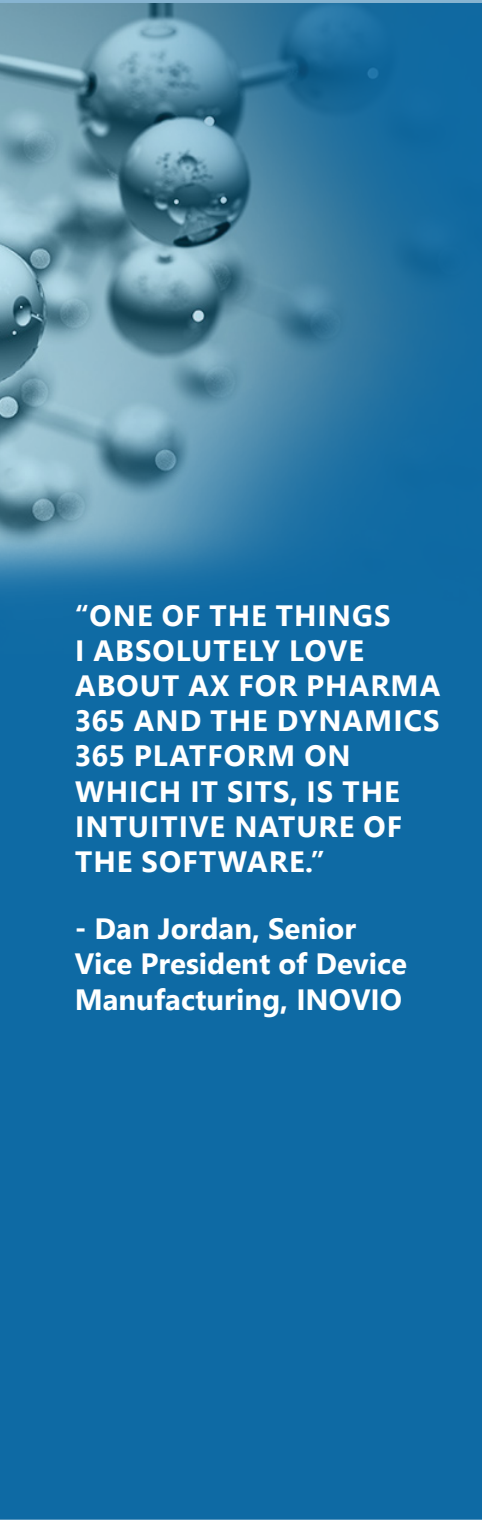 “ONE OF THE THINGS
I ABSOLUTELY LOVE
ABOUT AX FOR PHARMA
365 AND THE DYNAMICS
365 PLATFORM ON
WHICH IT SITS, IS THE
INTUITIVE NATURE OF
THE SOFTWARE.”
- Dan Jordan, Senior
Vice President of Device
Manufacturing, INOVIO